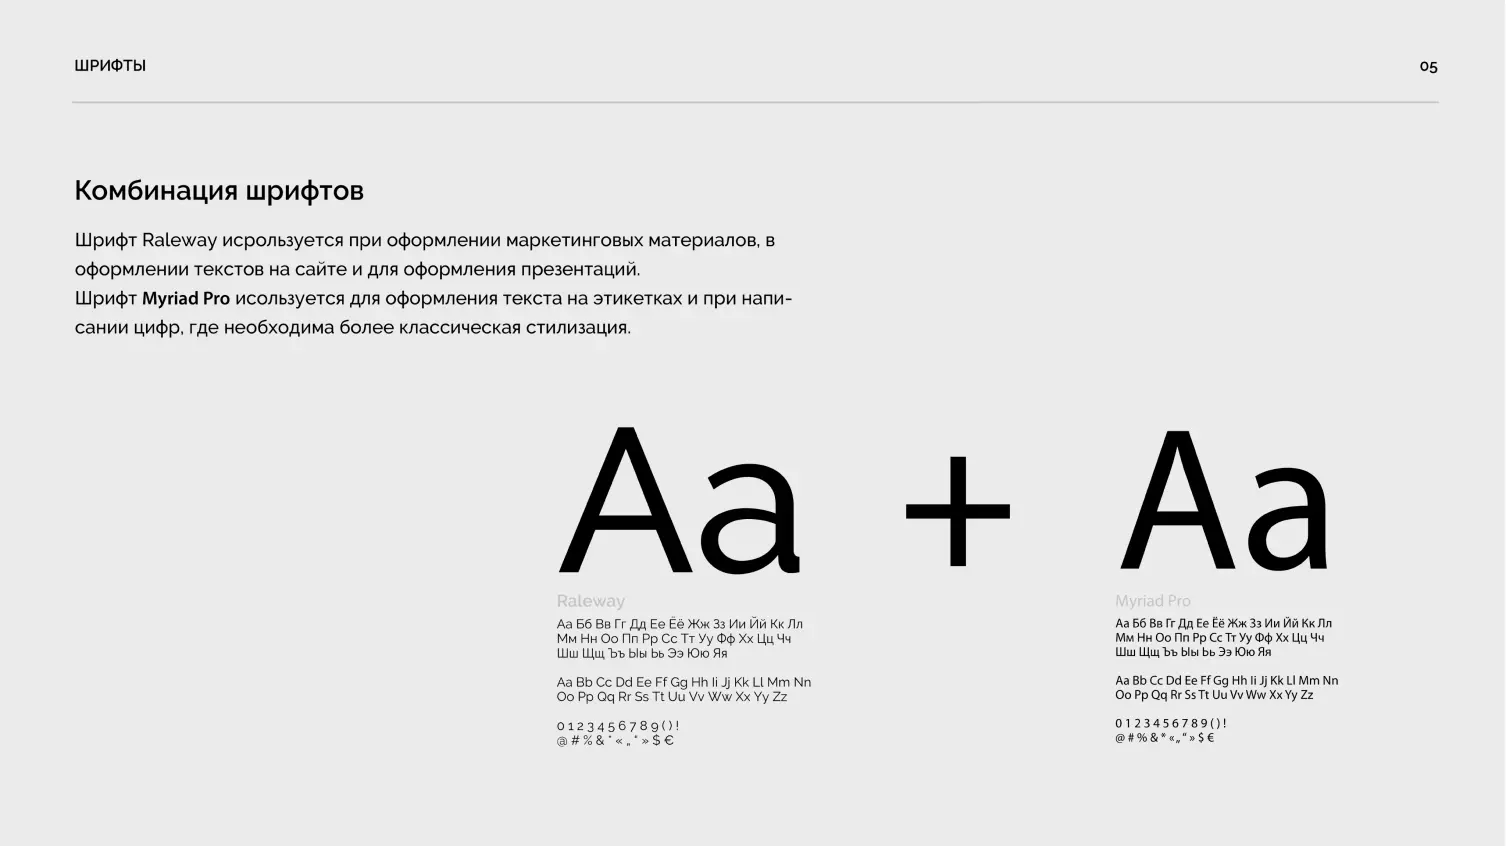 ШРИФТЫ
05
Комбинация шрифтов
Шрифт Raleway исрользуется при оформлении маркетинговых материалов, в
оформлении текстов на сайте и для оформления презентаций.
Шрифт Myriad Pro исользуется для оформления текста на этикетках и при напи-
сании цифр, где необходима более классическая стилизация.
Aa + Aa
Raleway
Аа Бб Вв Гг Дд Ее Ёё Жж Зз Ии Йй Кк Лл
Мм Нн Оо Пп Рр Сс Тт Уу Фф Хх Цц Чч
Шш Щщ Ъъ Ыы Ьь Ээ Юю Яя
Aa Bb Cc Dd Ee Ff Gg Hh Ii Jj Kk Ll Mm Nn
Oo Pp Qq Rr Ss Tt Uu Vv Ww Xx Yy Zz
0 1 2 3 4 5 6 7 8 9 ( ) !
@ # % & * « „ “ » $ €
Myriad Pro
Аа Бб Вв Гг Дд Ее Ёё Жж Зз Ии Йй Кк Лл
Мм Нн Оо Пп Рр Сс Тт Уу Фф Хх Цц Чч
Шш Щщ Ъъ Ыы Ьь Ээ Юю Яя
Aa Bb Cc Dd Ee Ff Gg Hh Ii Jj Kk Ll Mm Nn
Oo Pp Qq Rr Ss Tt Uu Vv Ww Xx Yy Zz
0 1 2 3 4 5 6 7 8 9 ( ) !
@ # % & * « „ “ » $ €